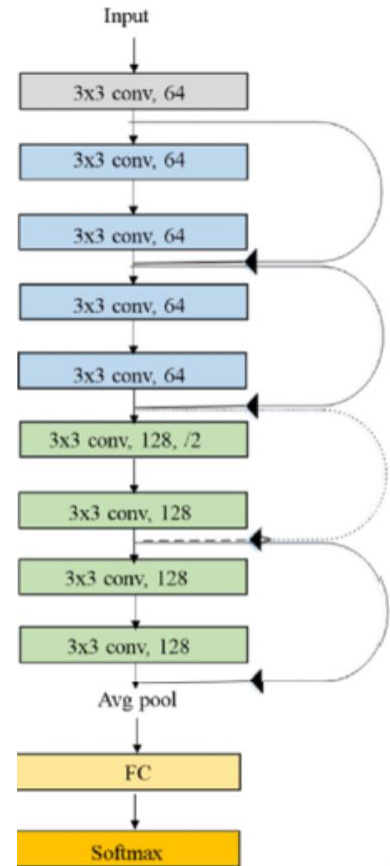 Input
3x3 conv, 64
3x3 conv, 64
3x3 conv, 64
3x3 conv, 64
3x3 conv, 64
3x3 conv, 128, /2
3x3 conv, 128
3x3 conv, 128
3x3 conv, 128
Avg pool
FC
Softmax